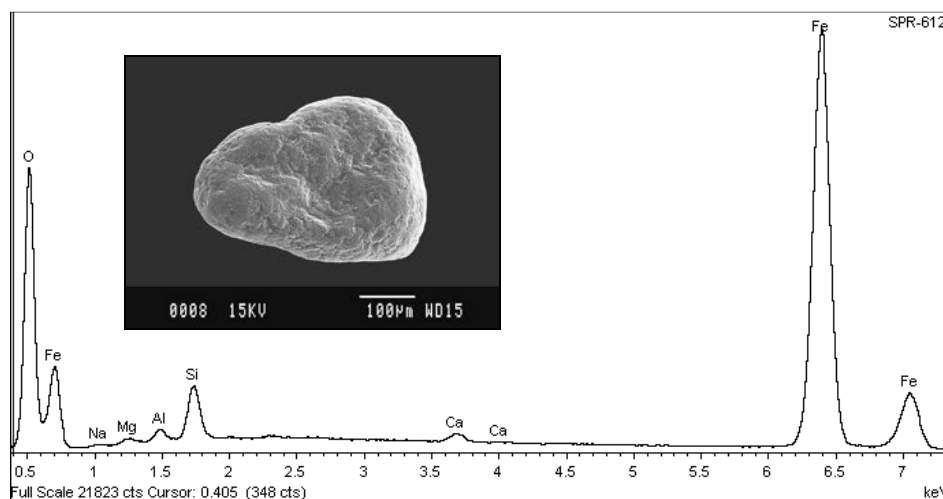 SPR-612
Fe
O
Fe
Na
Mg
Al
Si
Ca
Ca
Fe
0008 15KV 100µm WD15
0.5 1 1.5 2 2.5 3 3.5 4 4.5 5 5.5 6 6.5 7
Full Scale 21823 cts Cursor: 0.405 (348 cts) keV